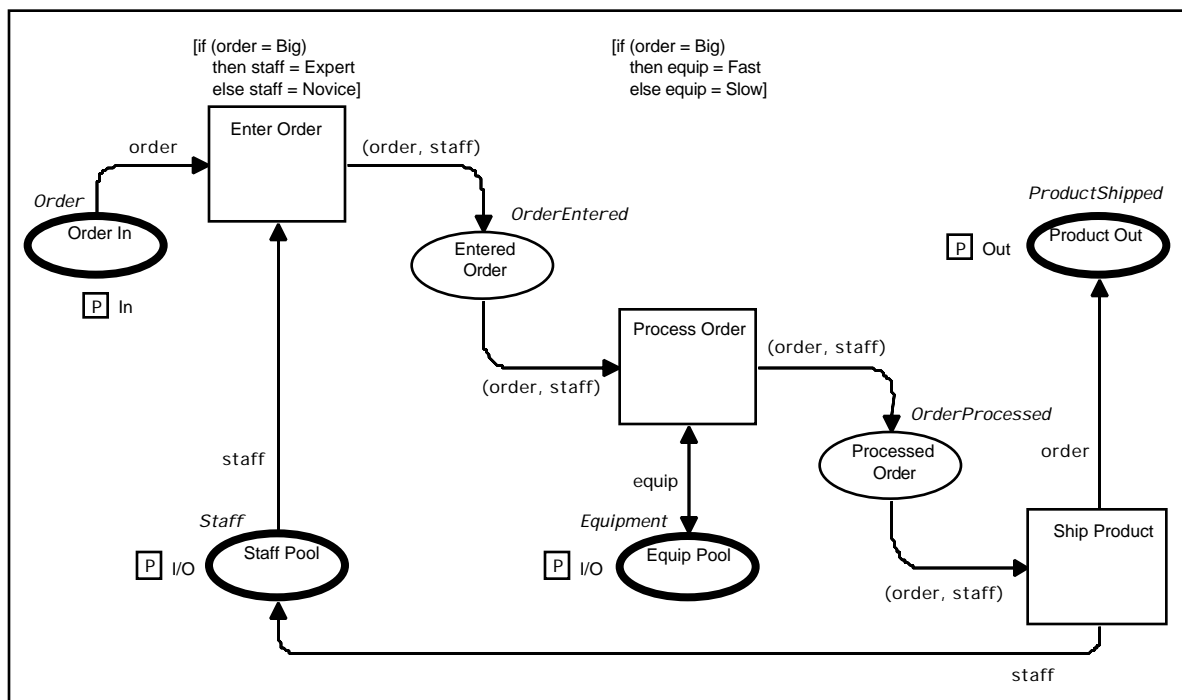 [if (order = Big)
then staff = Expert
else staff = Novice]
[if (order = Big)
then equip = Fast
else equip = Slow]
Enter Order
order
(order, staff)
Order
Order In
P In
OrderEntered
Entered
Order
ProductShipped
Product Out
P Out
Process Order
(order, staff)
(order, staff)
OrderProcessed
Processed
Order
staff
equip
order
Staff
Staff Pool
P I/O
Equipment
Equip Pool
P I/O
Ship Product
(order, staff)
staff